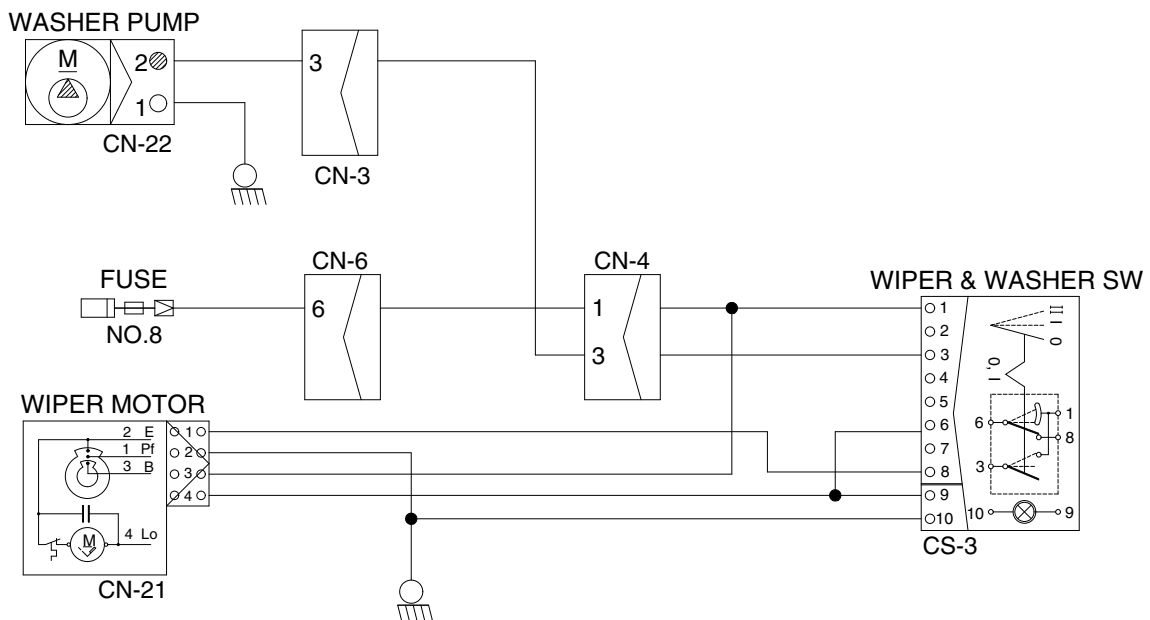 WASHER PUMP
M
2
1
CN-22
3
CN-3
FUSE
NO.8
CN-6
6
CN-4
1
3
WIPER & WASHER SW
1
2
3
4
5
6
7
8
9
10
II
I
0
0, I
6
1
8
3
10
9
CS-3
WIPER MOTOR
2 E
1 Pf
3 B
4 Lo
M
1
2
3
4
CN-21